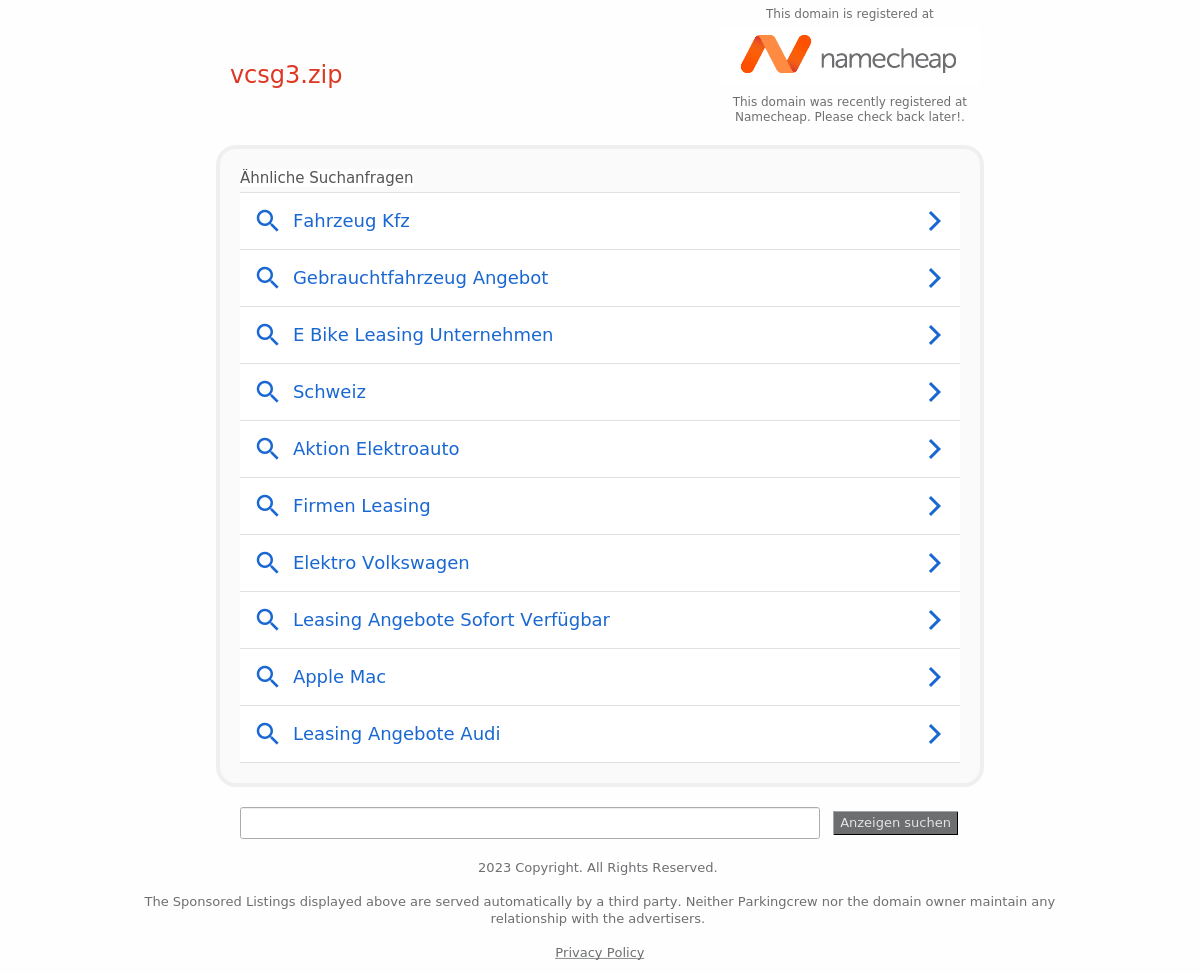 This domain is registered at
namecheap
vcsg3.zip
This domain was recently registered at
Namecheap. Please check back later!.
Ähnliche Suchanfragen
Fahrzeug Kfz
Gebrauchtfahrzeug Angebot
E Bike Leasing Unternehmen
Schweiz
Aktion Elektroauto
Firmen Leasing
Elektro Volkswagen
Leasing Angebote Sofort Verfügbar
Apple Mac
Leasing Angebote Audi
Anzeigen suchen
2023 Copyright. All Rights Reserved.
The Sponsored Listings displayed above are served automatically by a third party. Neither Parkingcrew nor the domain owner maintain any
relationship with the advertisers.
Privacy Policy